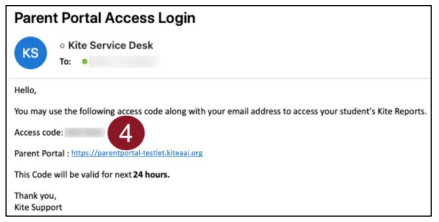 Parent Portal Access Login
KS
Kite Service Desk
To:
Hello,
You may use the following access code along with your email address to access your student's Kite Reports.
Access code:
4
Parent Portal : https://parentportal-testlet.kiteaai.org
This Code will be valid for next 24 hours.
Thank you,
Kite Support